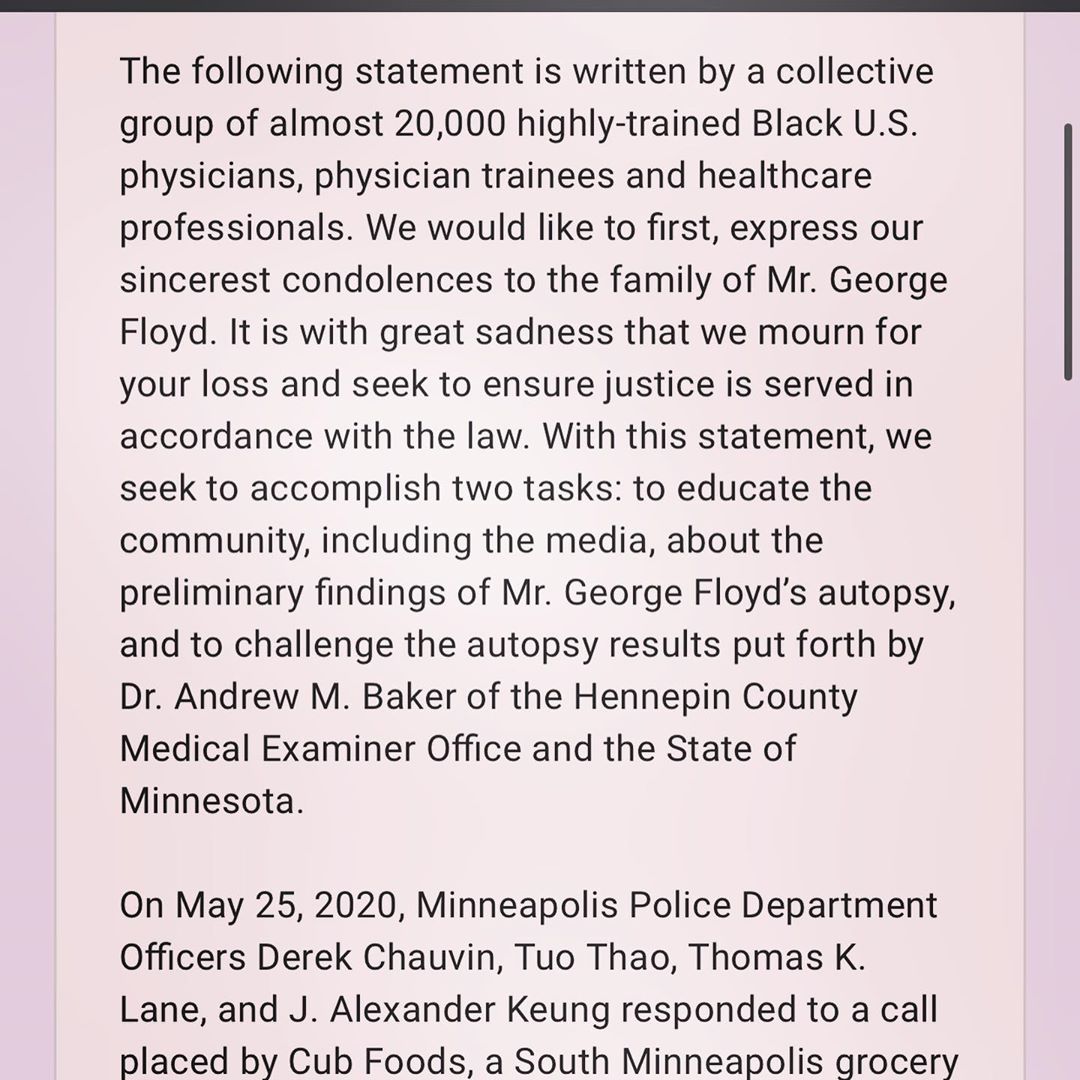 The following statement is written by a collective
group of almost 20,000 highly-trained Black U.S.
physicians, physician trainees and healthcare
professionals. We would like to first, express our
sincerest condolences to the family of Mr. George
Floyd. It is with great sadness that we mourn for
your loss and seek to ensure justice is served in
accordance with the law. With this statement, we
seek to accomplish two tasks: to educate the
community, including the media, about the
preliminary findings of Mr. George Floyd’s autopsy,
and to challenge the autopsy results put forth by
Dr. Andrew M. Baker of the Hennepin County
Medical Examiner Office and the State of
Minnesota.
On May 25, 2020, Minneapolis Police Department
Officers Derek Chauvin, Tuo Thao, Thomas K.
Lane, and J. Alexander Keung responded to a call
placed by Cub Foods, a South Minneapolis grocery